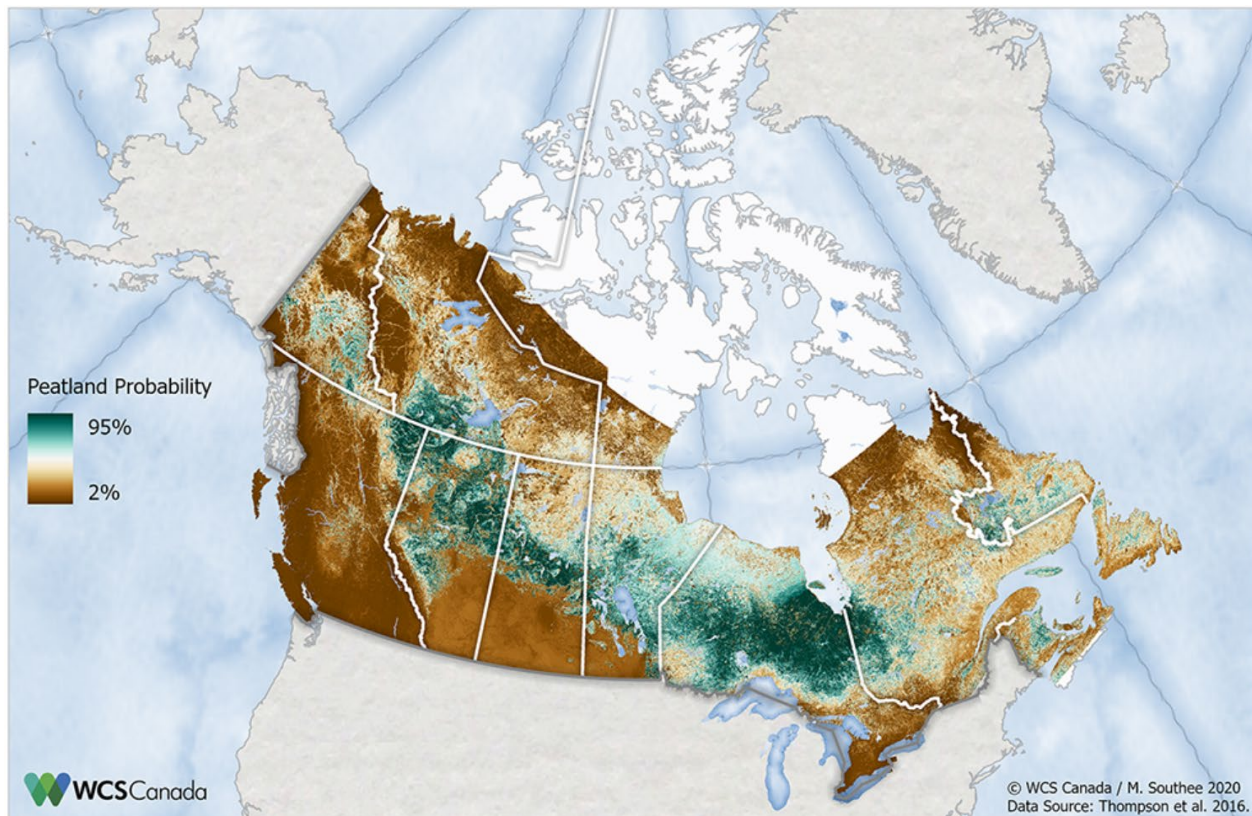 Peatland Probability
95%
2%
WCSCanada
© WCS Canada / M. Southee 2020
Data Source: Thompson et al. 2016.